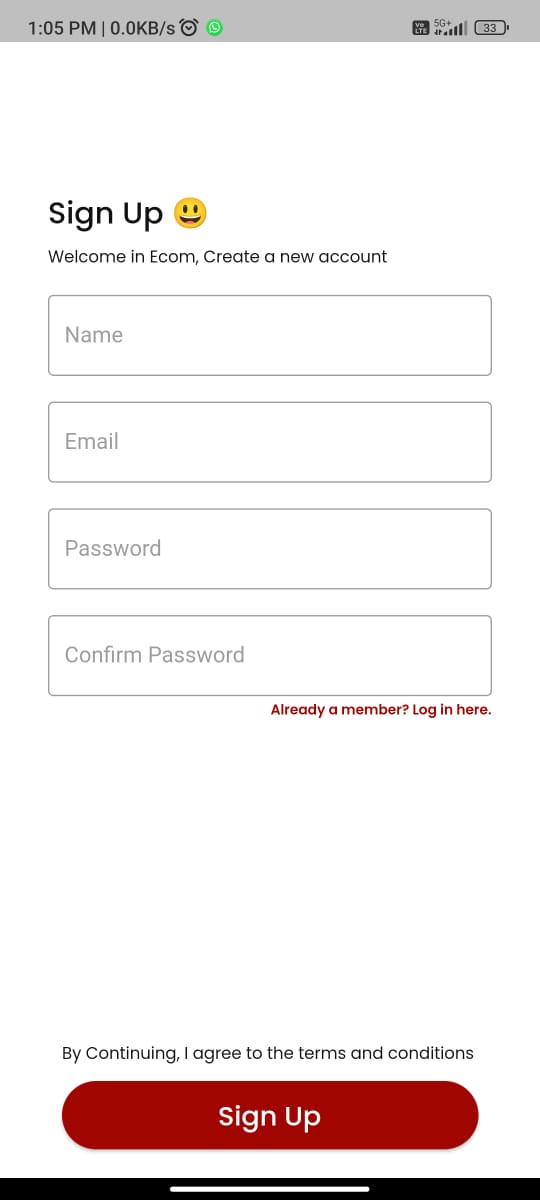 1:05 PM | 0.0KB/s
Vo LTE 5G+ 33
Sign Up 😃
Welcome in Ecom, Create a new account
Name
Email
Password
Confirm Password
Already a member? Log in here.
By Continuing, I agree to the terms and conditions
Sign Up